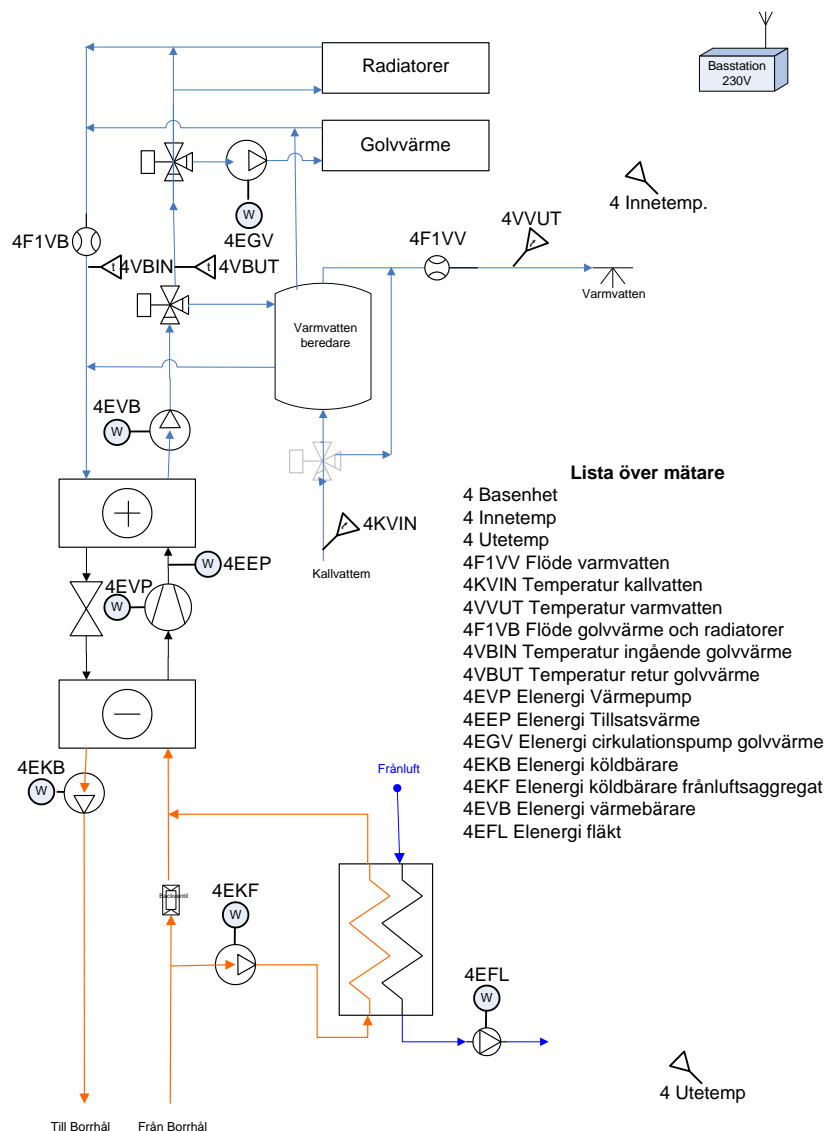 Radiatorer
Basstation
230V
Golvvärme
4 Innetemp.
4VVUT
4F1VB
4EGV
4F1VV
t
4VBIN
t
4VBUT
W
Varmvatten
Varmvatten
beredare
4EVB
W
Lista över mätare
4 Basenhet
4 Innetemp
4 Utetemp
4F1VV Flöde varmvatten
4KVIN Temperatur kallvatten
4VVUT Temperatur varmvatten
4F1VB Flöde golvvärme och radiatorer
4VBIN Temperatur ingående golvvärme
4VBUT Temperatur retur golvvärme
4EVP Elenergi Värmepump
4EEP Elenergi Tillsatsvärme
4EGV Elenergi cirkulationspump golvvärme
4EKB Elenergi köldbärare
4EKF Elenergi köldbärare frånluftsaggregat
4EVB Elenergi värmebärare
4EFL Elenergi fläkt
4KVIN
Kallvattem
W
4EEP
4EVP
W
4EKB
W
Frånluft
Backventil
4EKF
W
4EFL
W
4 Utetemp
Till Borrhål
Från Borrhål